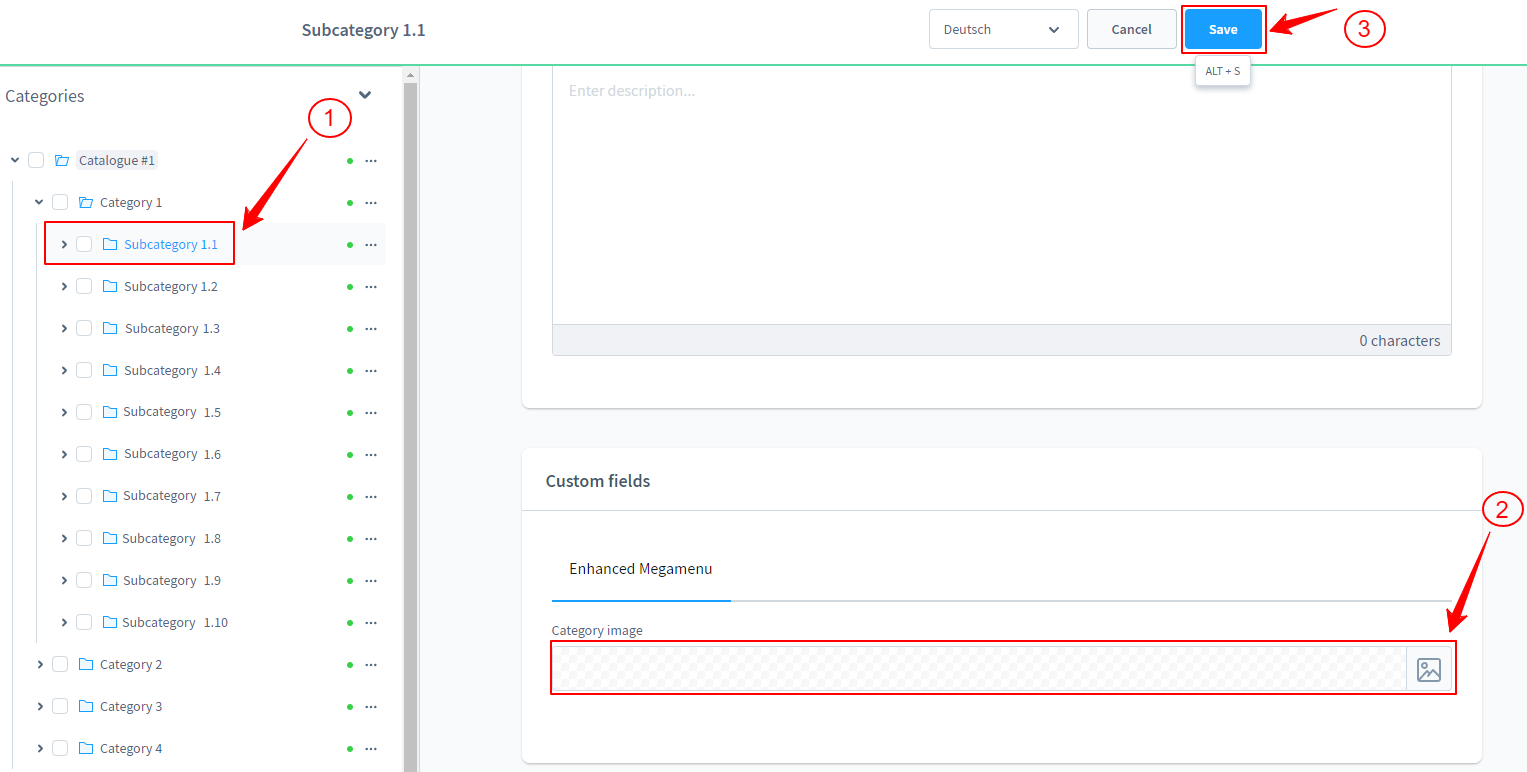 Subcategory 1.1
Deutsch
Cancel
Save
3
ALT + S
Categories
1
Catalogue #1
Category 1
Subcategory 1.1
Subcategory 1.2
Subcategory 1.3
Subcategory 1.4
Subcategory 1.5
Subcategory 1.6
Subcategory 1.7
Subcategory 1.8
Subcategory 1.9
Subcategory 1.10
Category 2
Category 3
Category 4
Enter description...
0 characters
Custom fields
2
Enhanced Megamenu
Category image